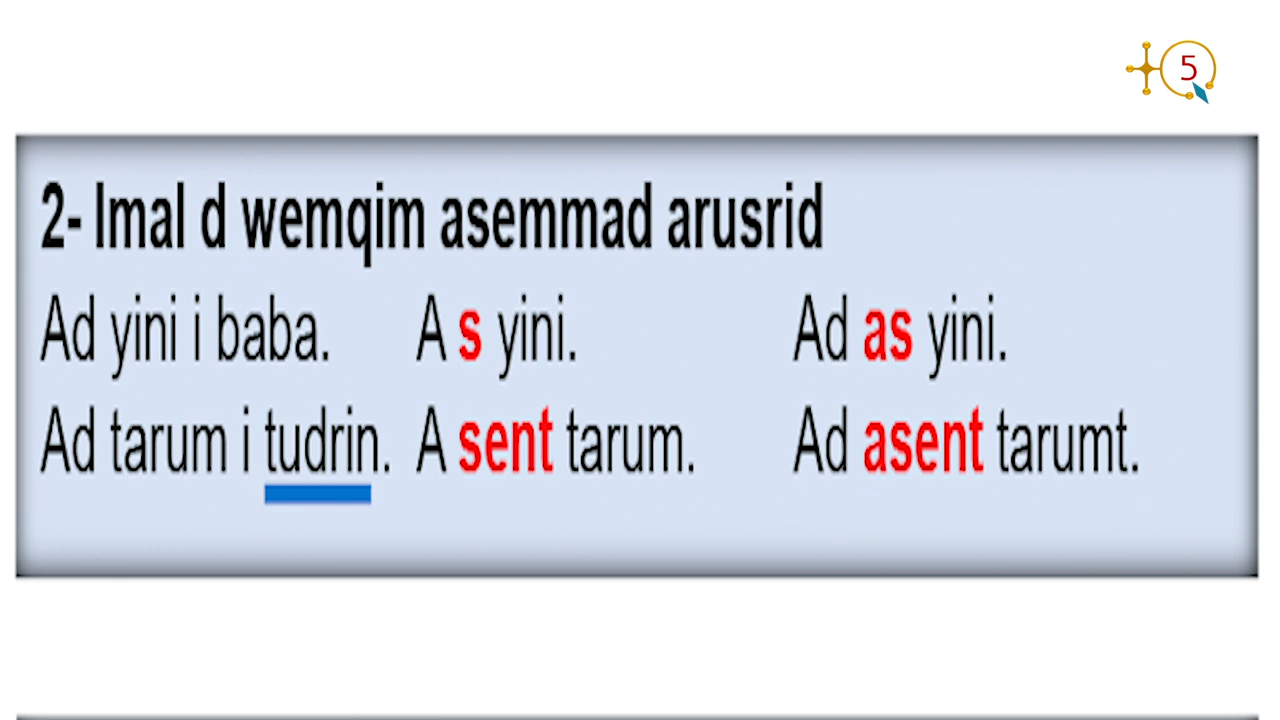 5
2- Imal d wemqim asemmad arusrid
Ad yini i baba. A s yini. Ad as yini.
Ad tarum i tudrin. A sent tarum. Ad asent tarumt.